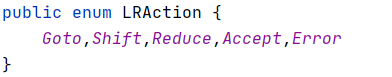 public enum LRAction {
    Goto,Shift,Reduce,Accept,Error
}